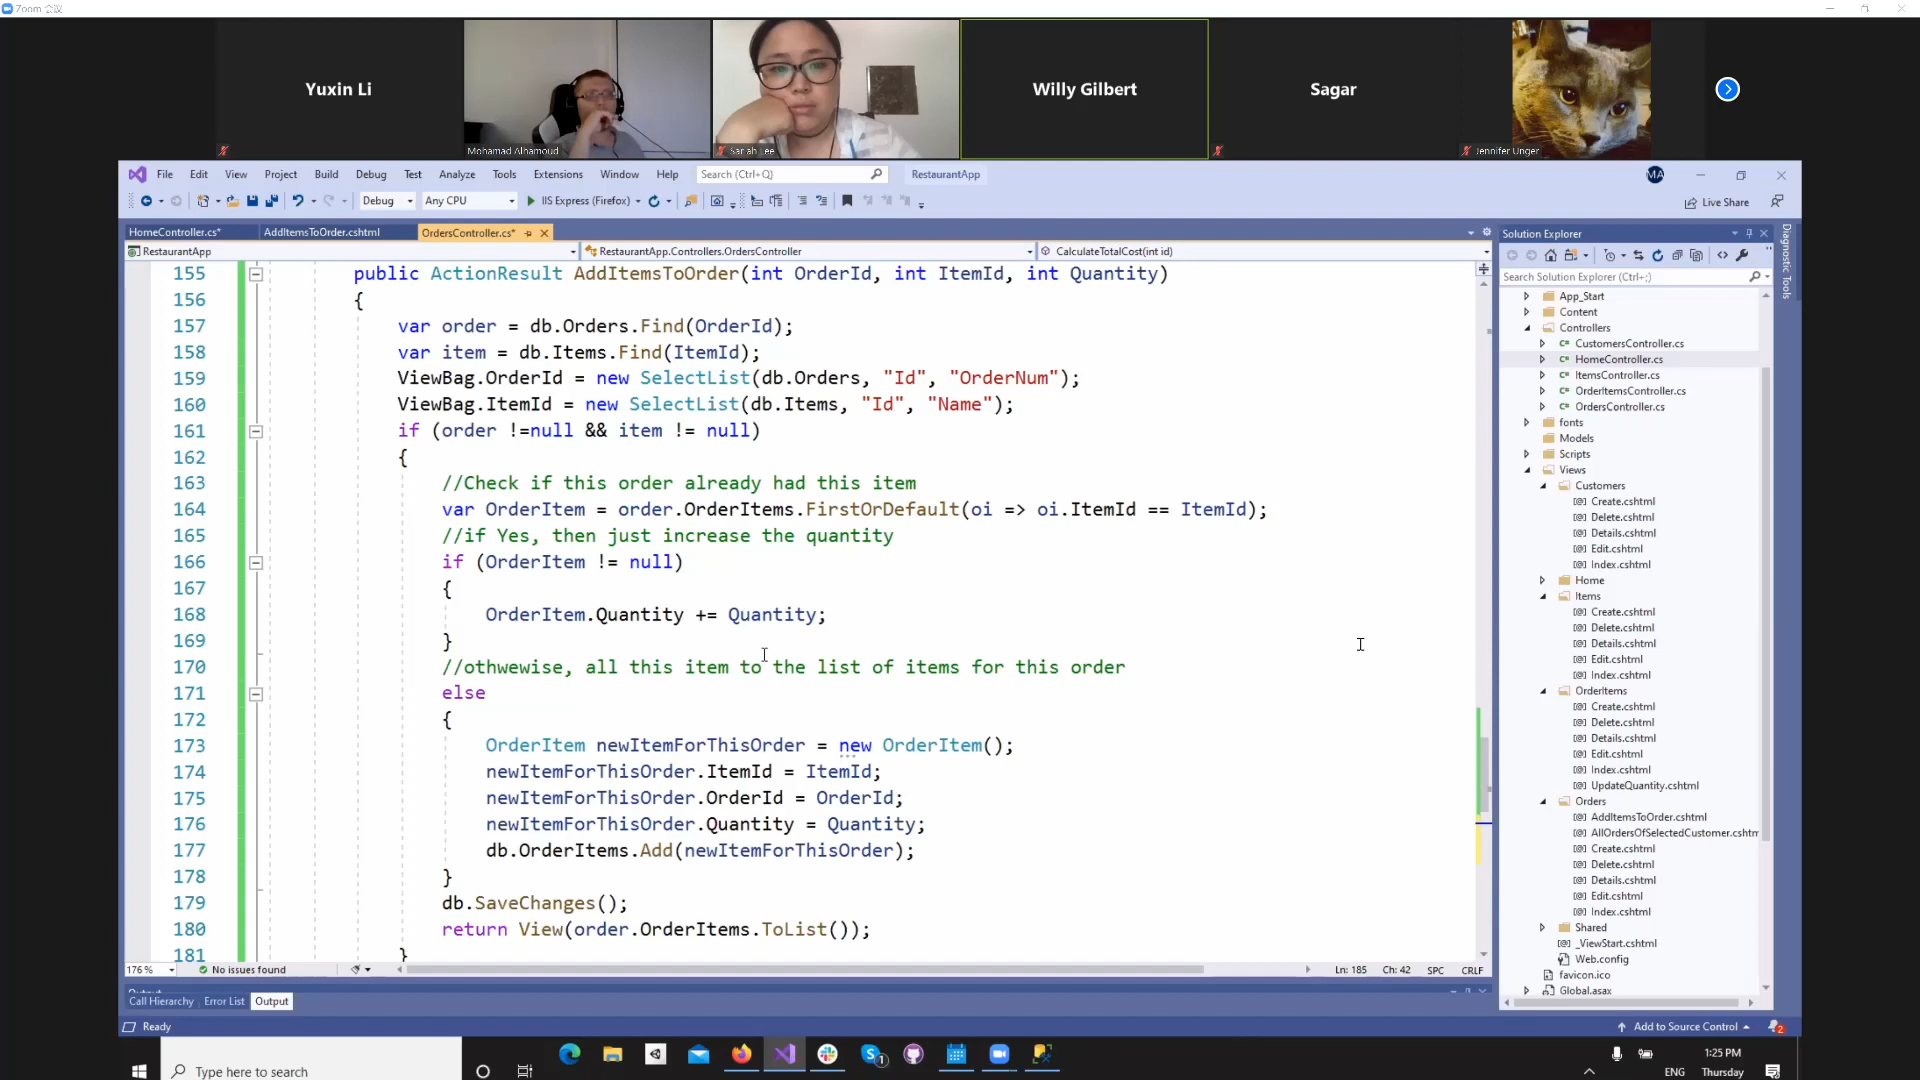 Zoom 会议
Yuxin Li
Mohamad Alhamoud
Sarah Lee
Willy Gilbert
Sagar
Jennifer Unger
File Edit View Project Build Debug Test Analyze Tools Extensions Window Help Search (Ctrl+Q) RestaurantApp MA
Debug Any CPU IIS Express (Firefox) Live Share
HomeController.cs* AddItemsToOrder.cshtml OrdersController.cs*
RestaurantApp RestaurantApp.Controllers.OrdersController CalculateTotalCost(int id)
155 public ActionResult AddItemsToOrder(int OrderId, int ItemId, int Quantity)
156 {
157 var order = db.Orders.Find(OrderId);
158 var item = db.Items.Find(ItemId);
159 ViewBag.OrderId = new SelectList(db.Orders, "Id", "OrderNum");
160 ViewBag.ItemId = new SelectList(db.Items, "Id", "Name");
161 if (order !=null && item != null)
162 {
163 //Check if this order already had this item
164 var OrderItem = order.OrderItems.FirstOrDefault(oi => oi.ItemId == ItemId);
165 //if Yes, then just increase the quantity
166 if (OrderItem != null)
167 {
168 OrderItem.Quantity += Quantity;
169 }
170 //othwewise, all this item to the list of items for this order
171 else
172 {
173 OrderItem newItemForThisOrder = new OrderItem();
174 newItemForThisOrder.ItemId = ItemId;
175 newItemForThisOrder.OrderId = OrderId;
176 newItemForThisOrder.Quantity = Quantity;
177 db.OrderItems.Add(newItemForThisOrder);
178 }
179 db.SaveChanges();
180 return View(order.OrderItems.ToList());
181 }
176 % No issues found Ln: 185 Ch: 42 SPC CRLF
Output
Call Hierarchy Error List Output
Ready Add to Source Control 2
Solution Explorer
Search Solution Explorer (Ctrl+;)
App_Start
Content
Controllers
CustomersController.cs
HomeController.cs
ItemsController.cs
OrderItemsController.cs
OrdersController.cs
fonts
Models
Scripts
Views
Customers
Create.cshtml
Delete.cshtml
Details.cshtml
Edit.cshtml
Index.cshtml
Home
Items
Create.cshtml
Delete.cshtml
Details.cshtml
Edit.cshtml
Index.cshtml
OrderItems
Create.cshtml
Delete.cshtml
Details.cshtml
Edit.cshtml
Index.cshtml
UpdateQuantity.cshtml
Orders
AddItemsToOrder.cshtml
AllOrdersOfSelectedCustomer.cshtm
Create.cshtml
Delete.cshtml
Details.cshtml
Edit.cshtml
Index.cshtml
Shared
_ViewStart.cshtml
Web.config
favicon.ico
Global.asax
Diagnostic Tools
Type here to search
1
ENG
1:25 PM
Thursday